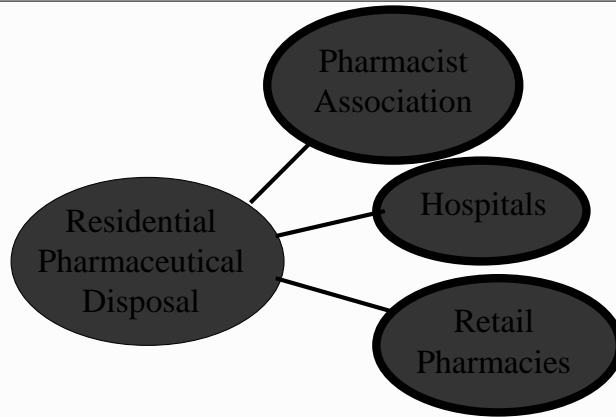 Pharmacist
Association
Hospitals
Residential
Pharmaceutical
Disposal
Retail
Pharmacies